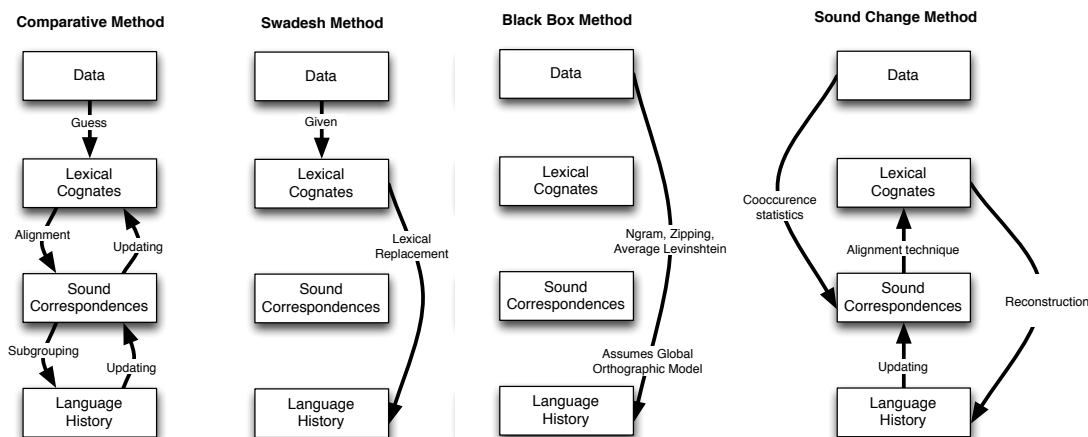 Comparative Method
Data
Guess
Lexical
Cognates
Alignment
Updating
Sound
Correspondences
Subgrouping
Updating
Language
History
Swadesh Method
Data
Given
Lexical
Cognates
Lexical
Replacement
Sound
Correspondences
Language
History
Black Box Method
Data
Lexical
Cognates
Ngram, Zipping,
Average Levinshtein
Sound
Correspondences
Assumes Global
Orthographic Model
Language
History
Sound Change Method
Data
Lexical
Cognates
Cooccurence
statistics
Alignment technique
Sound
Correspondences
Reconstruction
Updating
Language
History